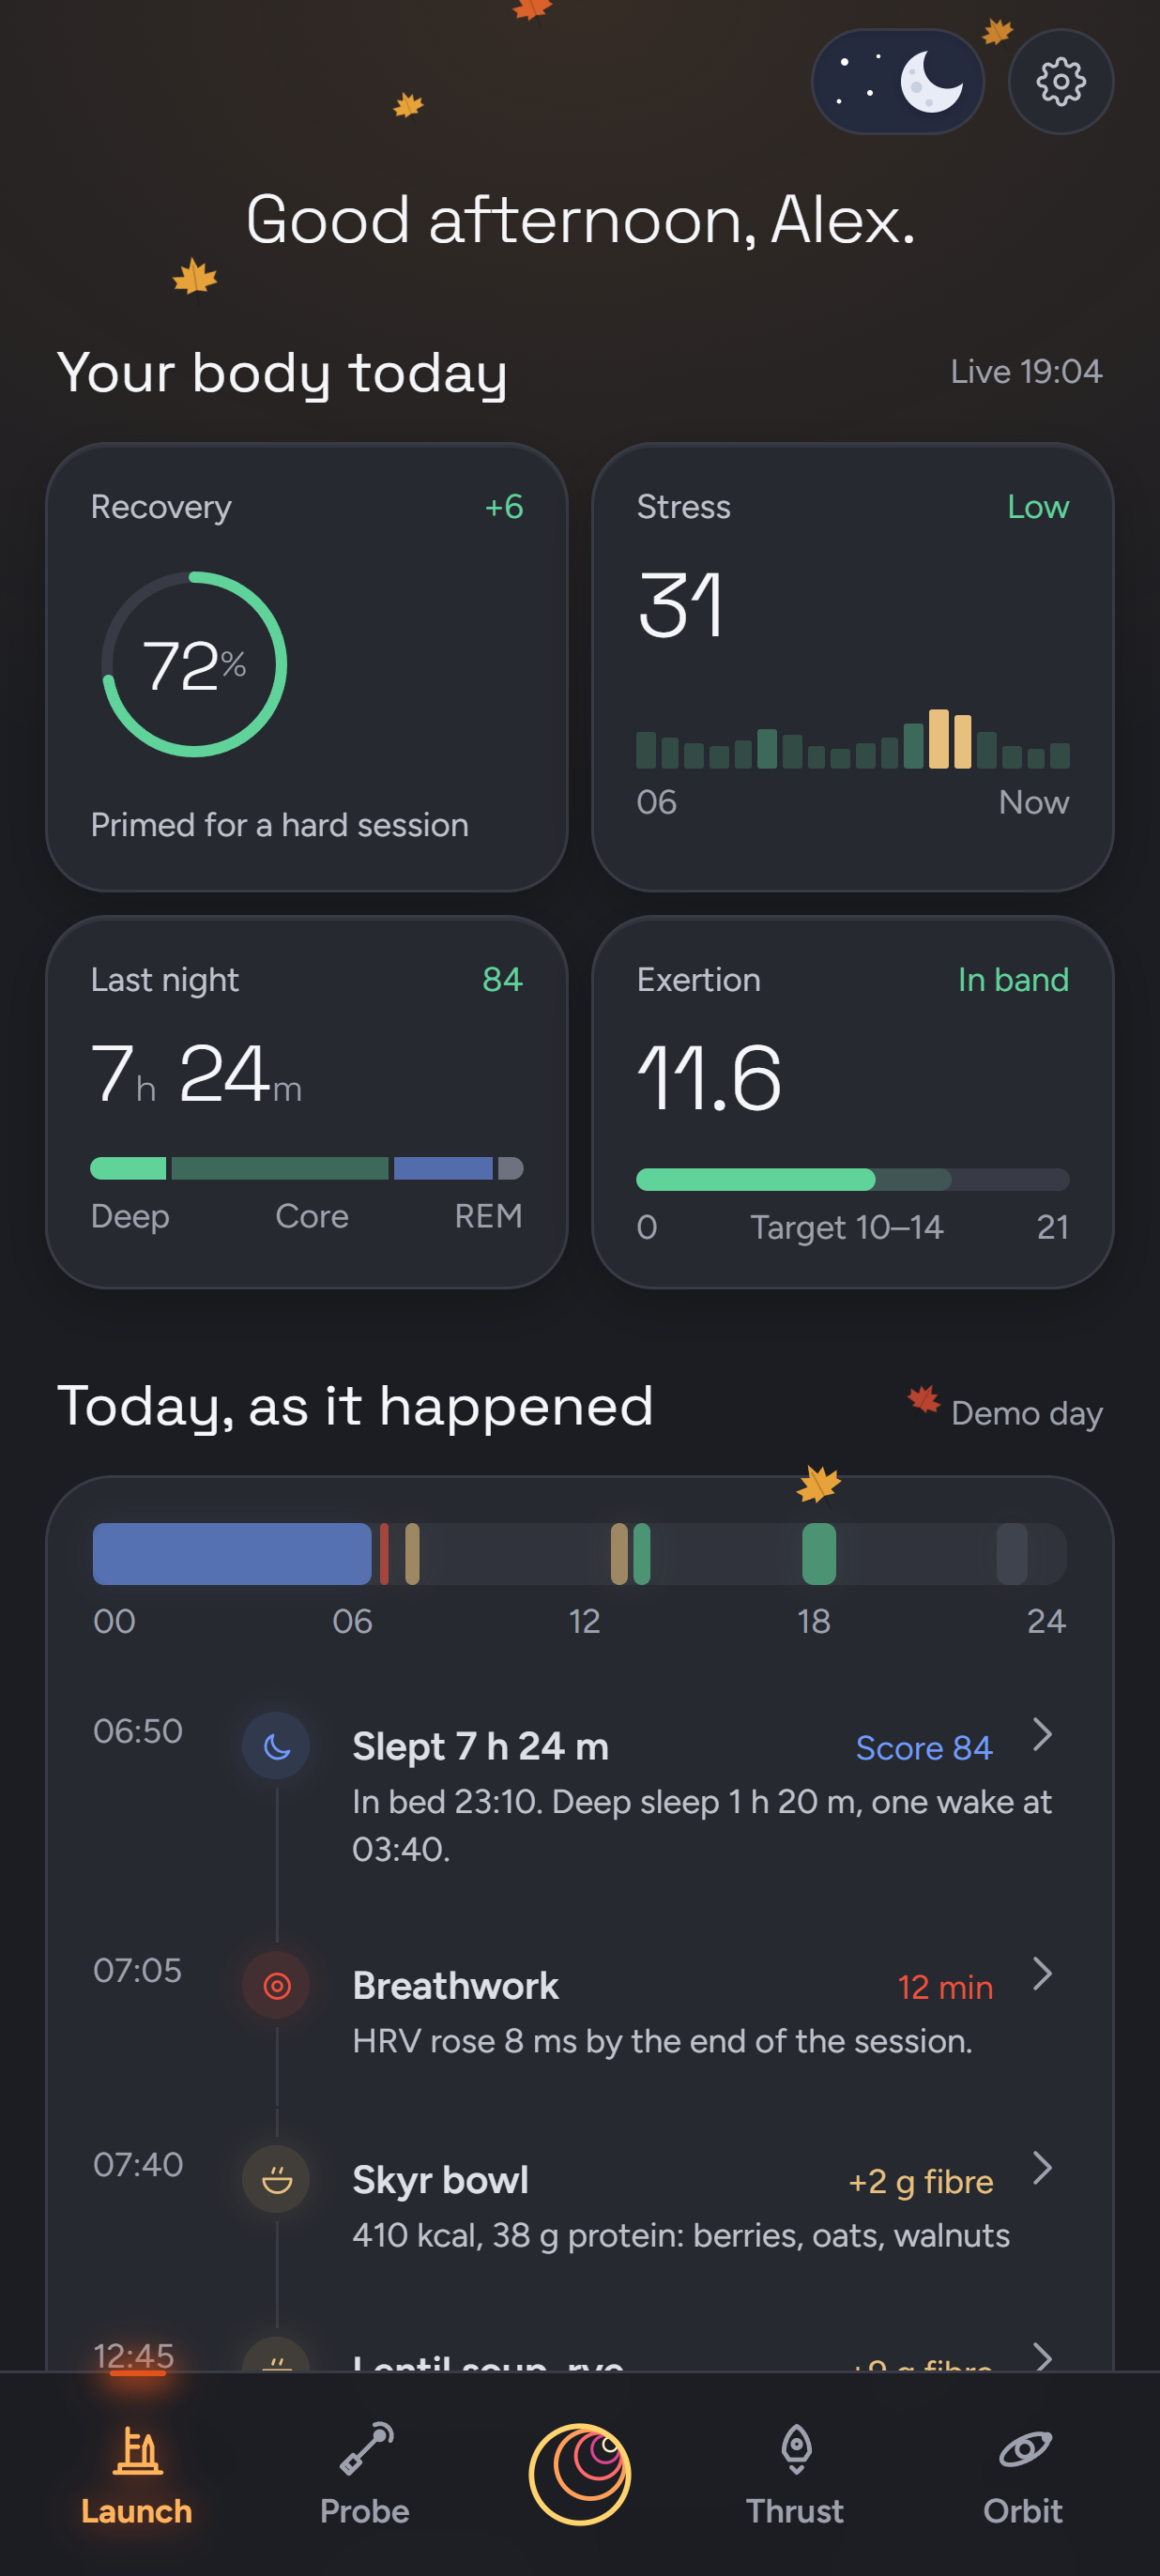 Good afternoon, Alex.
Your body today
Live 19:04
Recovery
+6
72%
Primed for a hard session
Stress
Low
31
06
Now
Last night
84
7h 24m
Deep
Core
REM
Exertion
In band
11.6
0
Target 10–14
21
Today, as it happened
Demo day
00
06
12
18
24
06:50
Slept 7 h 24 m
Score 84
In bed 23:10. Deep sleep 1 h 20 m, one wake at
03:40.
07:05
Breathwork
12 min
HRV rose 8 ms by the end of the session.
07:40
Skyr bowl
+2 g fibre
410 kcal, 38 g protein: berries, oats, walnuts
12:45
Lentil soup, rye
+9 g fibre
Launch
Probe
Thrust
Orbit